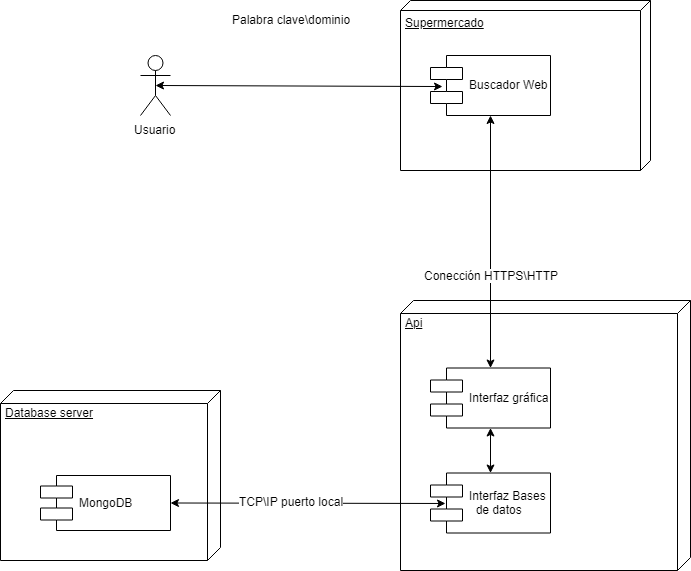 Palabra clave\dominio
Supermercado
Buscador Web
Usuario
Conección HTTPS\HTTP
Api
Interfaz gráfica
Database server
MongoDB
TCP\IP puerto local
Interfaz Bases
de datos